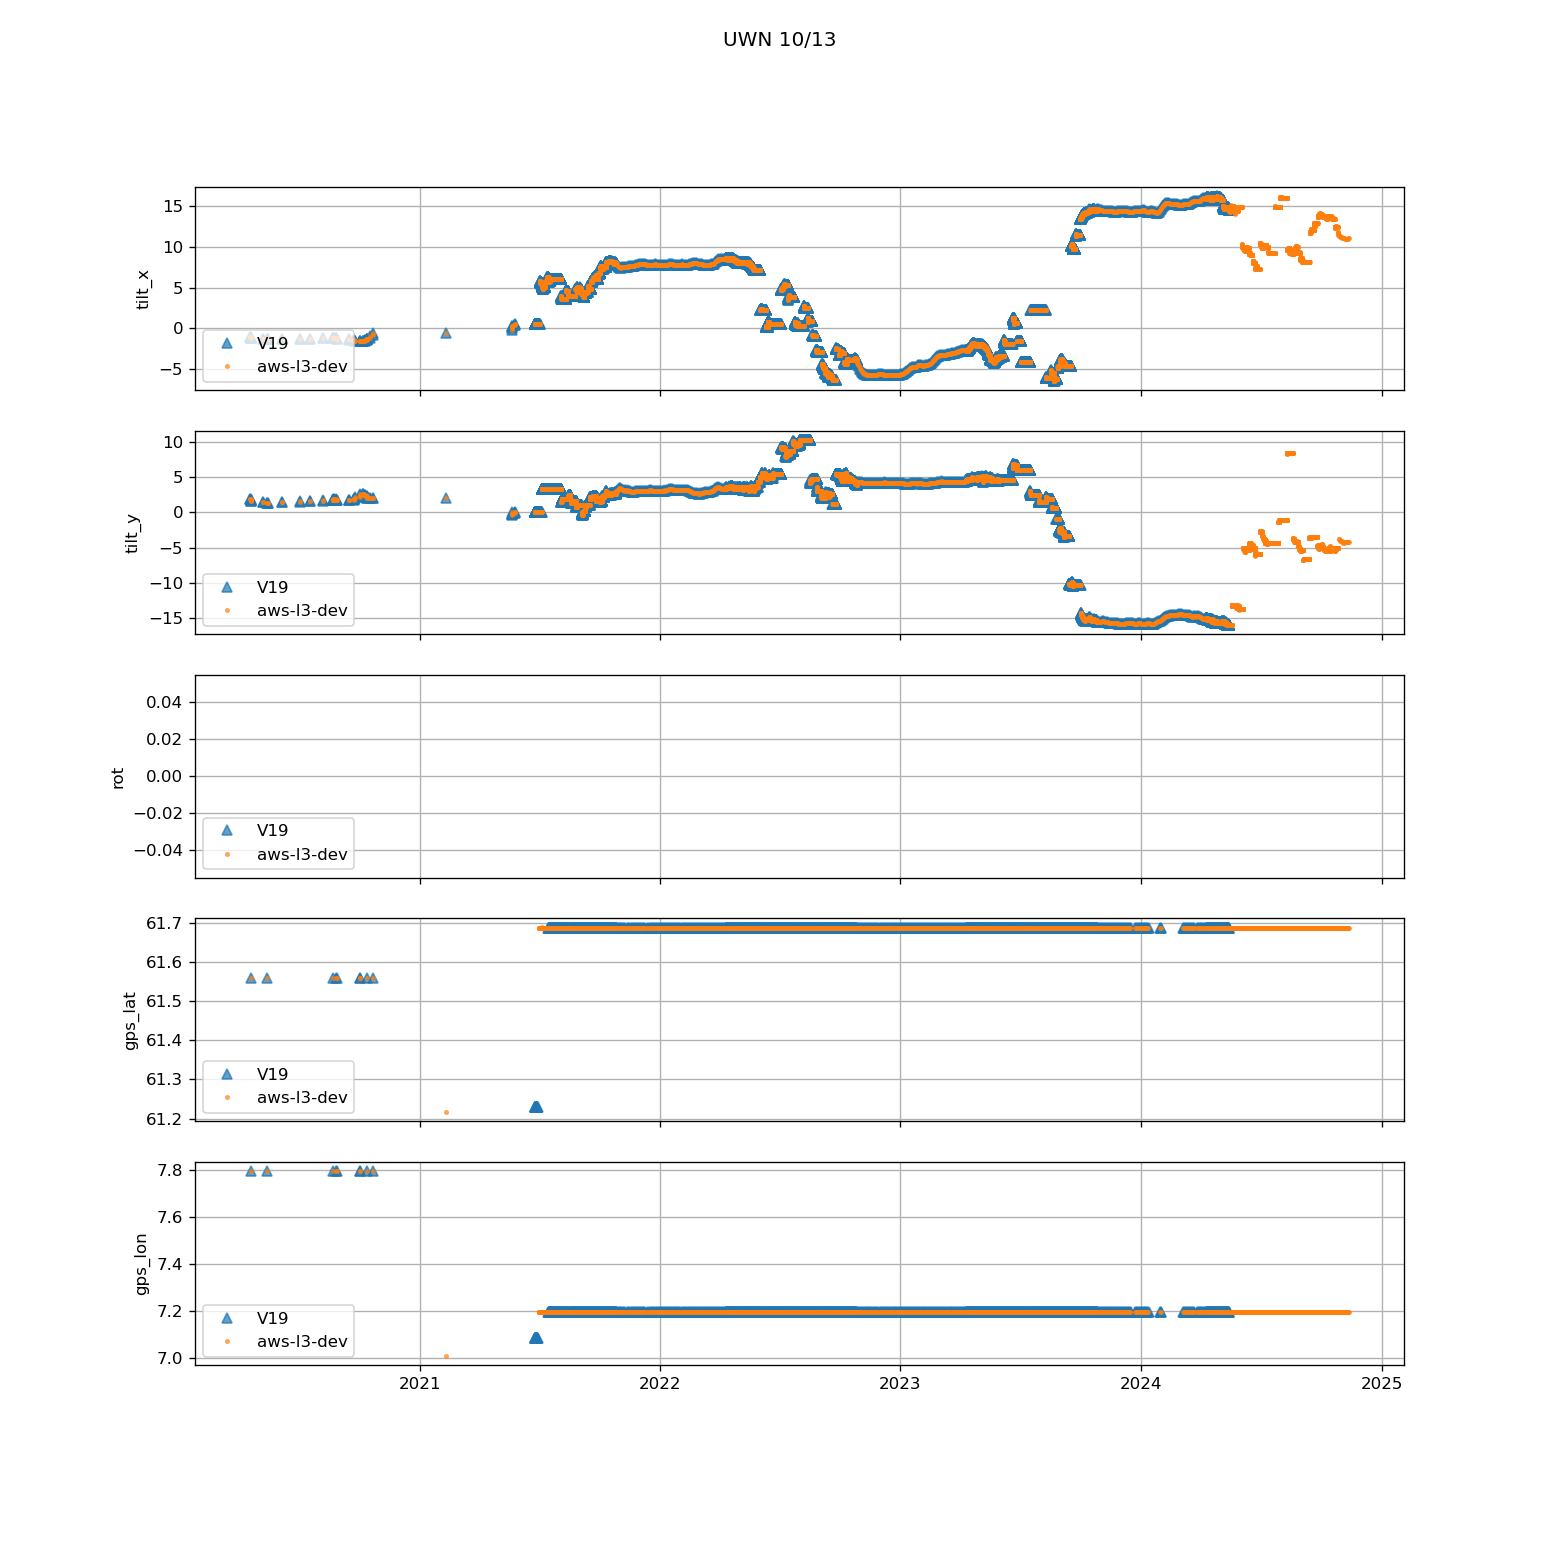 UWN 10/13
15
10
5
0
−5
tilt_x
V19
aws-l3-dev
10
5
0
−5
−10
−15
tilt_y
V19
aws-l3-dev
0.04
0.02
0.00
−0.02
−0.04
rot
V19
aws-l3-dev
61.7
61.6
61.5
61.4
61.3
61.2
gps_lat
V19
aws-l3-dev
7.8
7.6
7.4
7.2
7.0
gps_lon
V19
aws-l3-dev
2021 2022 2023 2024 2025